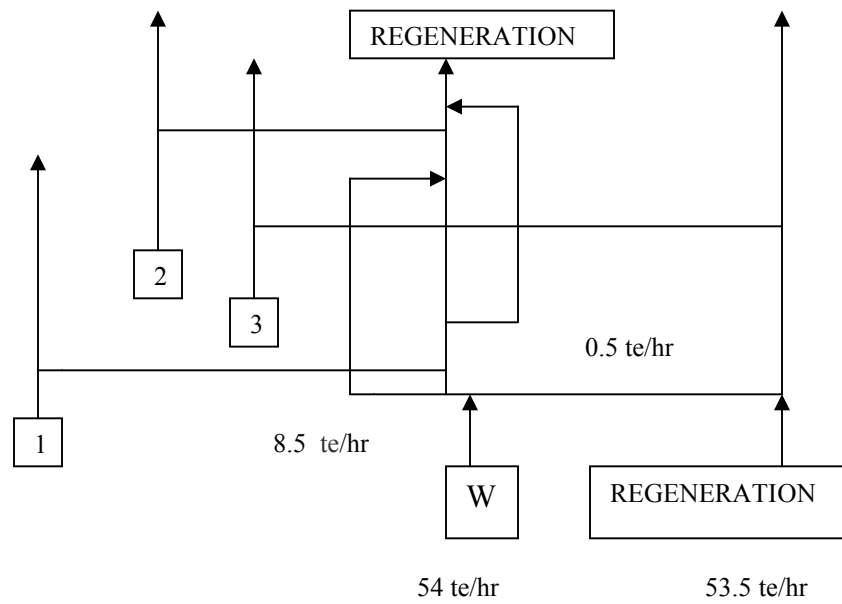 REGENERATION
2
3
0.5 te/hr
1
8.5 te/hr
W
REGENERATION
54 te/hr
53.5 te/hr